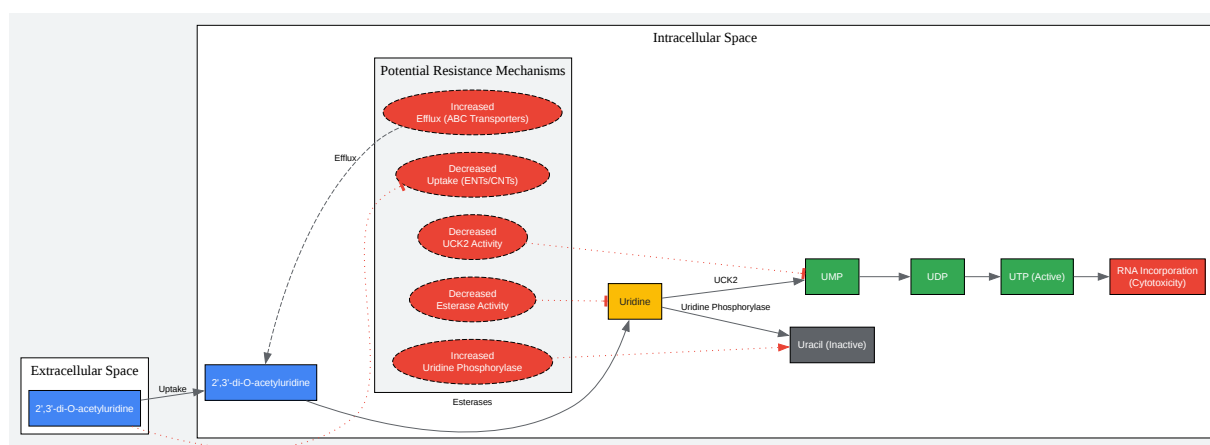 Intracellular Space
Potential Resistance Mechanisms
Increased
Efflux (ABC Transporters)
Efflux
Decreased
Uptake (ENTs/CNTs)
Decreased
UCK2 Activity
Decreased
Esterase Activity
Increased
Uridine Phosphorylase
Esterases
Uridine
UCK2
Uridine Phosphorylase
UMP
UDP
UTP (Active)
RNA Incorporation
(Cytotoxicity)
Uracil (Inactive)
Extracellular Space
2',3'-di-O-acetyluridine
Uptake
2',3'-di-O-acetyluridine